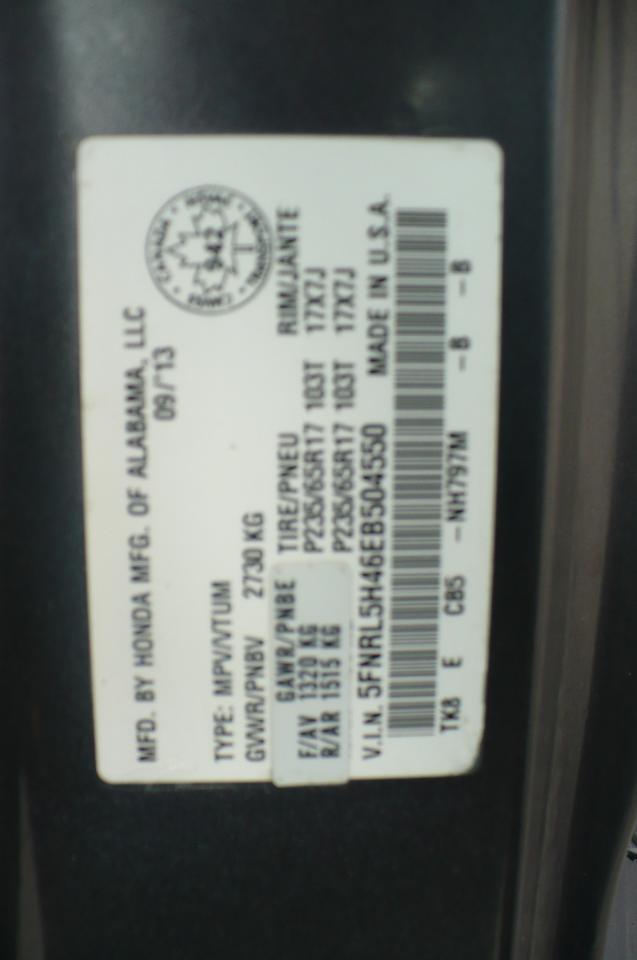 MFD. BY HONDA MFG. OF ALABAMA, LLC
09/'13
CANADA
942
TYPE: MPV/VTUM
GVWR/PNBV 2730 KG
GAWR/PNBE TIRE/PNEU RIM/JANTE
F/AV 1320 KG P235/65R17 103T 17X7J
R/AR 1515 KG P235/65R17 103T 17X7J
V.I.N. 5FNRL5H46EB504550 MADE IN U.S.A.
TK8 E CB5 -NH797M -B -B